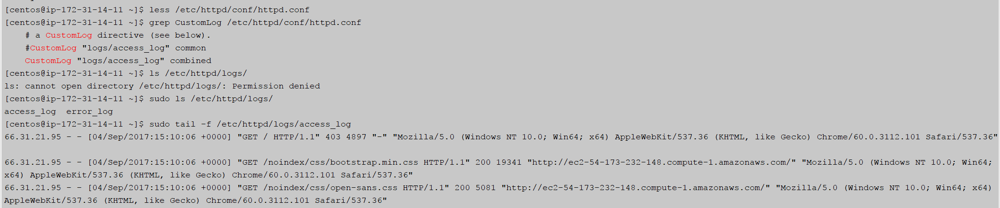 [centos@ip-172-31-14-11 ~]$ less /etc/httpd/conf/httpd.conf
[centos@ip-172-31-14-11 ~]$ grep CustomLog /etc/httpd/conf/httpd.conf
    # a CustomLog directive (see below).
    #CustomLog "logs/access_log" common
    CustomLog "logs/access_log" combined
[centos@ip-172-31-14-11 ~]$ ls /etc/httpd/logs/
ls: cannot open directory /etc/httpd/logs/: Permission denied
[centos@ip-172-31-14-11 ~]$ sudo ls /etc/httpd/logs/
access_log  error_log
[centos@ip-172-31-14-11 ~]$ sudo tail -f /etc/httpd/logs/access_log
66.31.21.95 - - [04/Sep/2017:15:10:06 +0000] "GET / HTTP/1.1" 403 4897 "-" "Mozilla/5.0 (Windows NT 10.0; Win64; x64) AppleWebKit/537.36 (KHTML, like Gecko) Chrome/60.0.3112.101 Safari/537.36"
66.31.21.95 - - [04/Sep/2017:15:10:06 +0000] "GET /noindex/css/bootstrap.min.css HTTP/1.1" 200 19341 "http://ec2-54-173-232-148.compute-1.amazonaws.com/" "Mozilla/5.0 (Windows NT 10.0; Win64;
x64) AppleWebKit/537.36 (KHTML, like Gecko) Chrome/60.0.3112.101 Safari/537.36"
66.31.21.95 - - [04/Sep/2017:15:10:06 +0000] "GET /noindex/css/open-sans.css HTTP/1.1" 200 5081 "http://ec2-54-173-232-148.compute-1.amazonaws.com/" "Mozilla/5.0 (Windows NT 10.0; Win64; x64)
AppleWebKit/537.36 (KHTML, like Gecko) Chrome/60.0.3112.101 Safari/537.36"